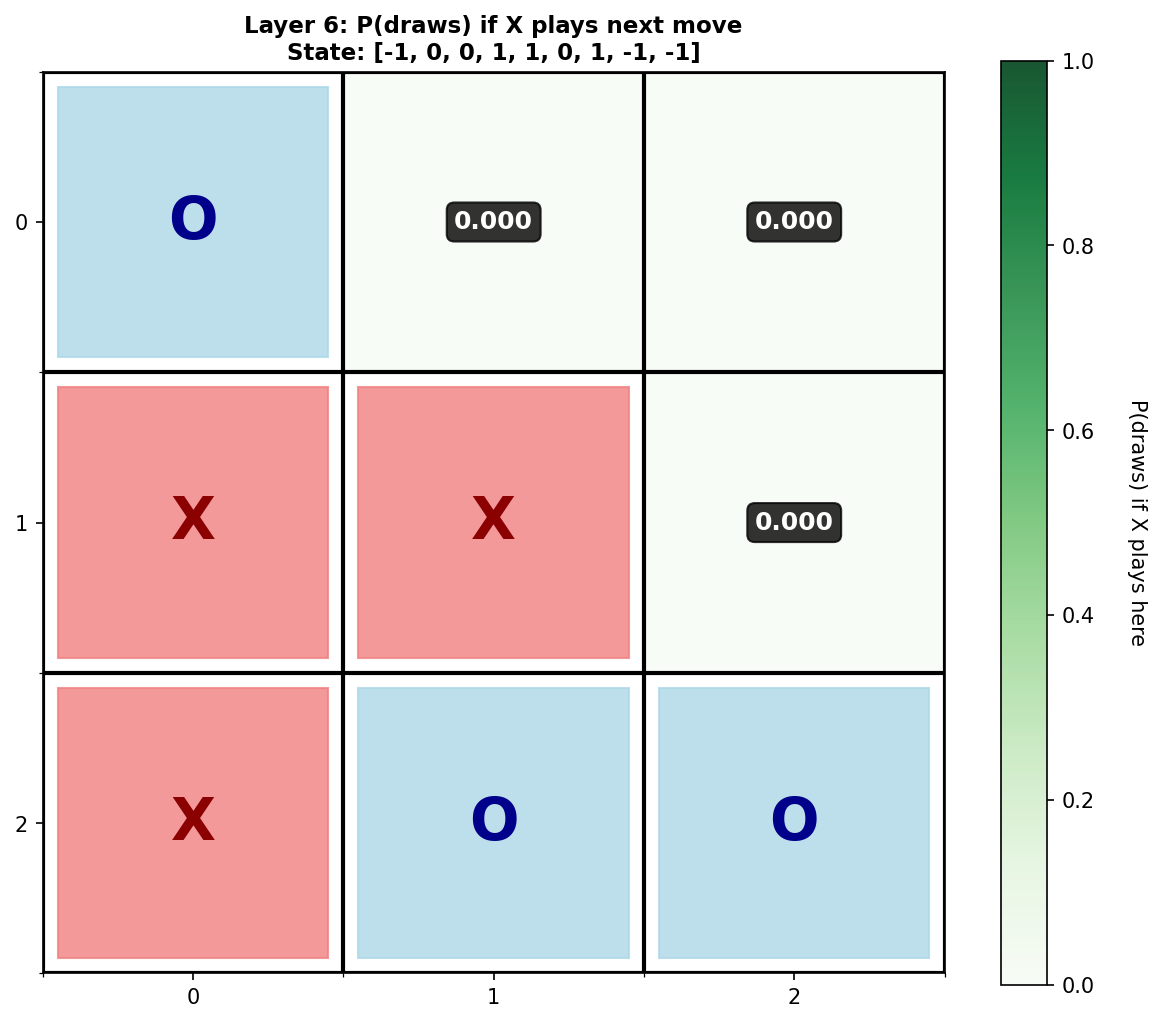 Layer 6: P(draws) if X plays next move
State: [-1, 0, 0, 1, 1, 0, 1, -1, -1]
1.0
0.8
0.6
0.4
0.2
0.0
P(draws) if X plays here
0
O
0.000
0.000
1
X
X
0.000
2
X
O
O
0
1
2